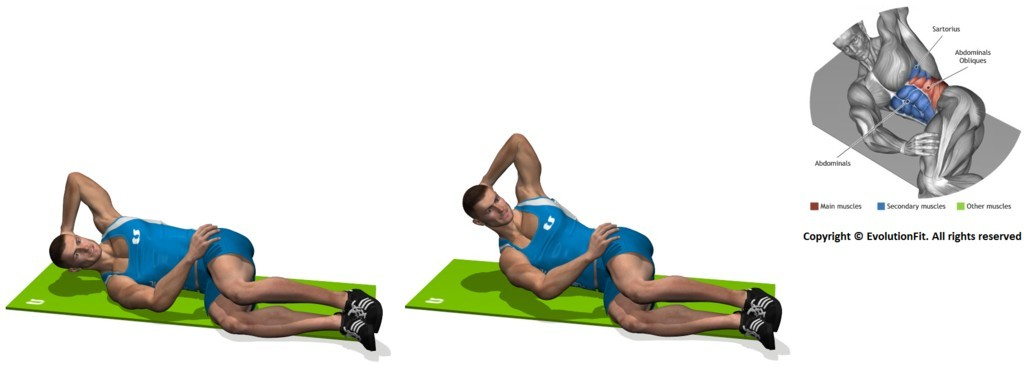 Sartorius
Abdominals
Obliques
Abdominals
Main muscles
Secondary muscles
Other muscles
Copyright © EvolutionFit. All rights reserved